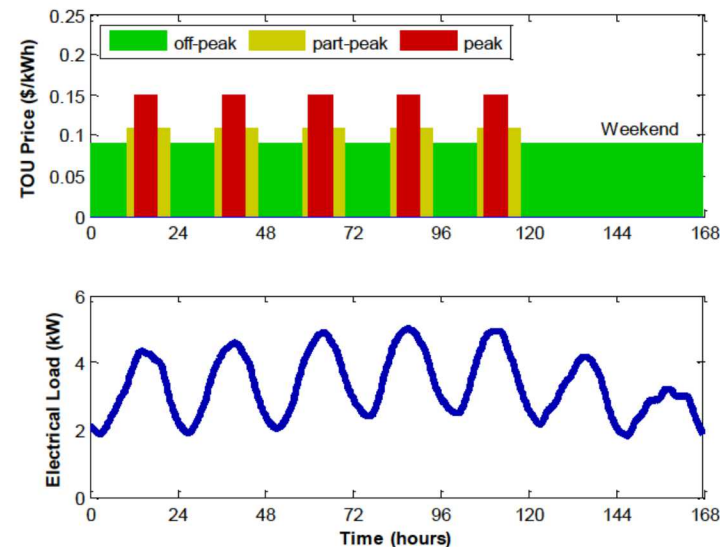 TOU Price ($/kWh)
0.25
0.2
0.15
0.1
0.05
0
off-peak part-peak peak
Weekend
0 24 48 72 96 120 144 168
Electrical Load (kW)
6
4
2
0
0 24 48 72 96 120 144 168
Time (hours)